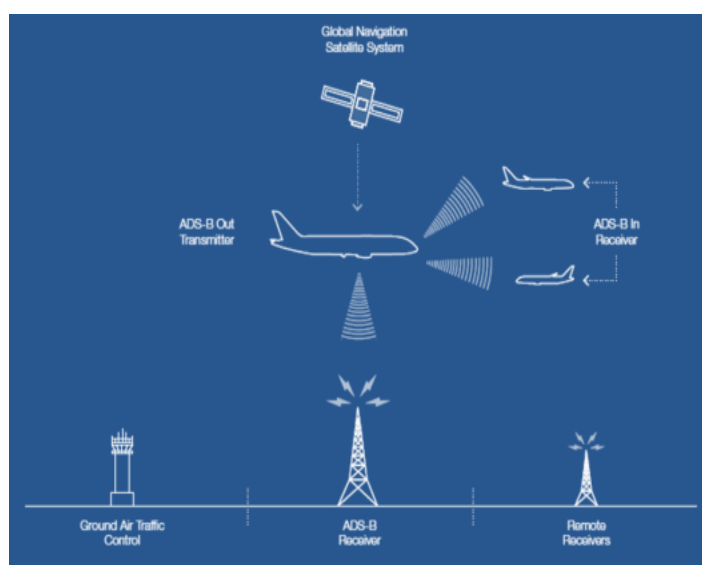 Global Navigation
Satellite System
ADS-B Out
Transmitter
ADS-B In
Receiver
Ground Air Traffic
Control
ADS-B
Receiver
Remote
Receivers